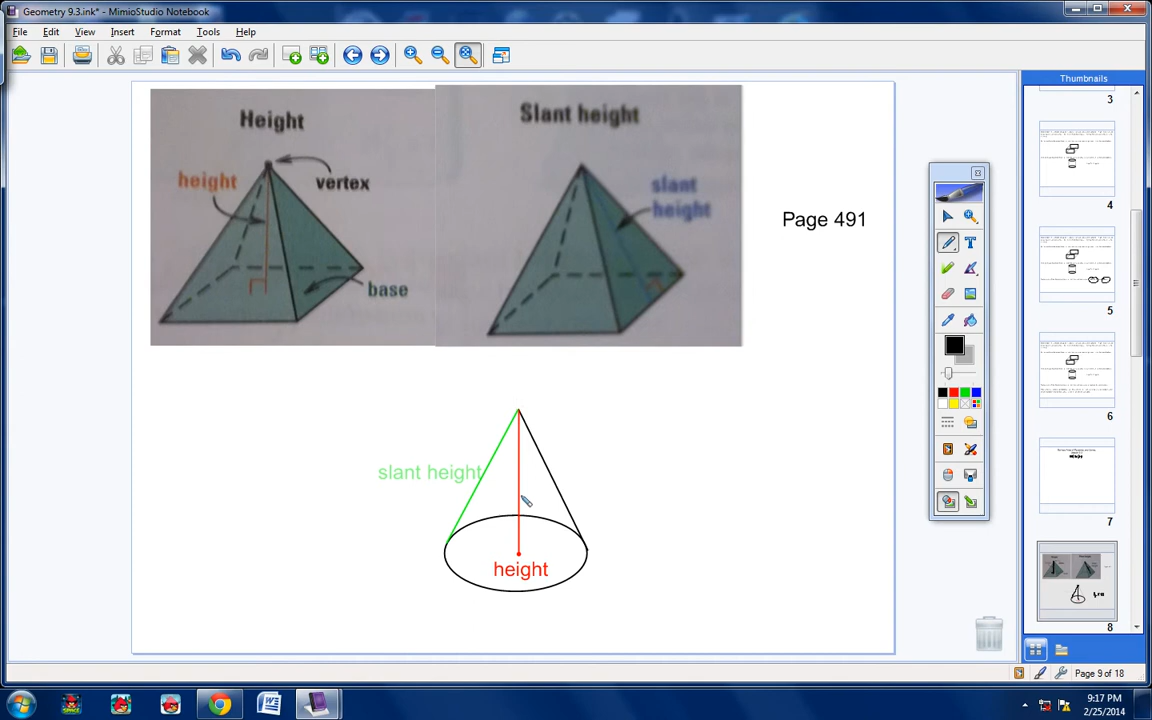 Geometry 9.3.ink* - MimioStudio Notebook
File Edit View Insert Format Tools Help
Thumbnails
Height
Slant height
height
vertex
base
slant
height
Page 491
slant height
height
3
4
5
6
7
8
Page 9 of 18
9:17 PM
2/25/2014